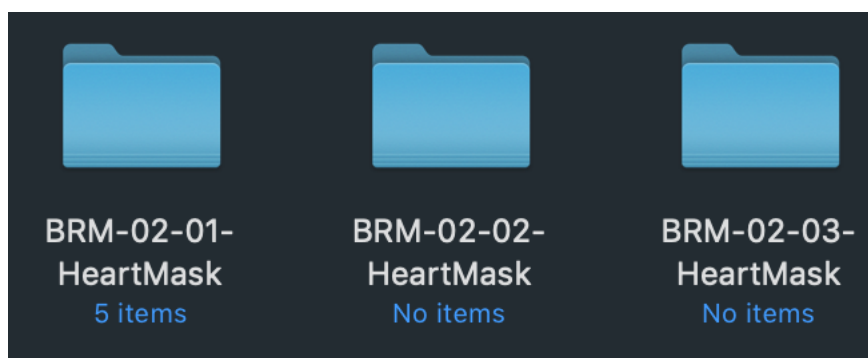 BRM-02-01-
HeartMask
5 items
BRM-02-02-
HeartMask
No items
BRM-02-03-
HeartMask
No items